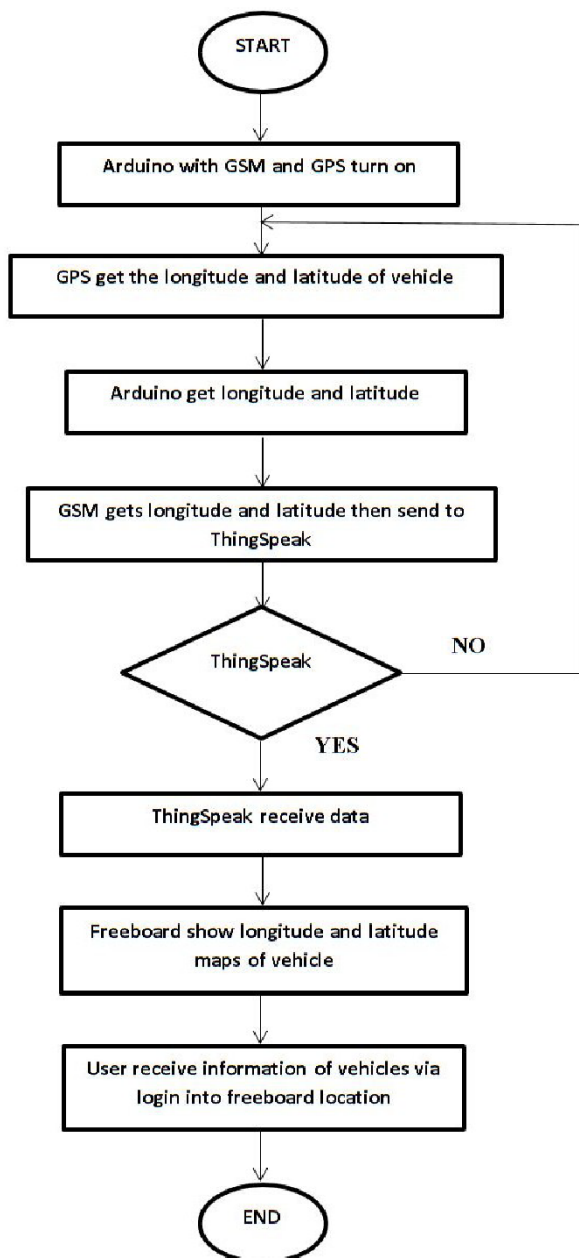 START
Arduino with GSM and GPS turn on
GPS get the longitude and latitude of vehicle
Arduino get longitude and latitude
GSM gets longitude and latitude then send to
ThingSpeak
ThingSpeak
NO
YES
ThingSpeak receive data
Freeboard show longitude and latitude
maps of vehicle
User receive information of vehicles via
login into freeboard location
END